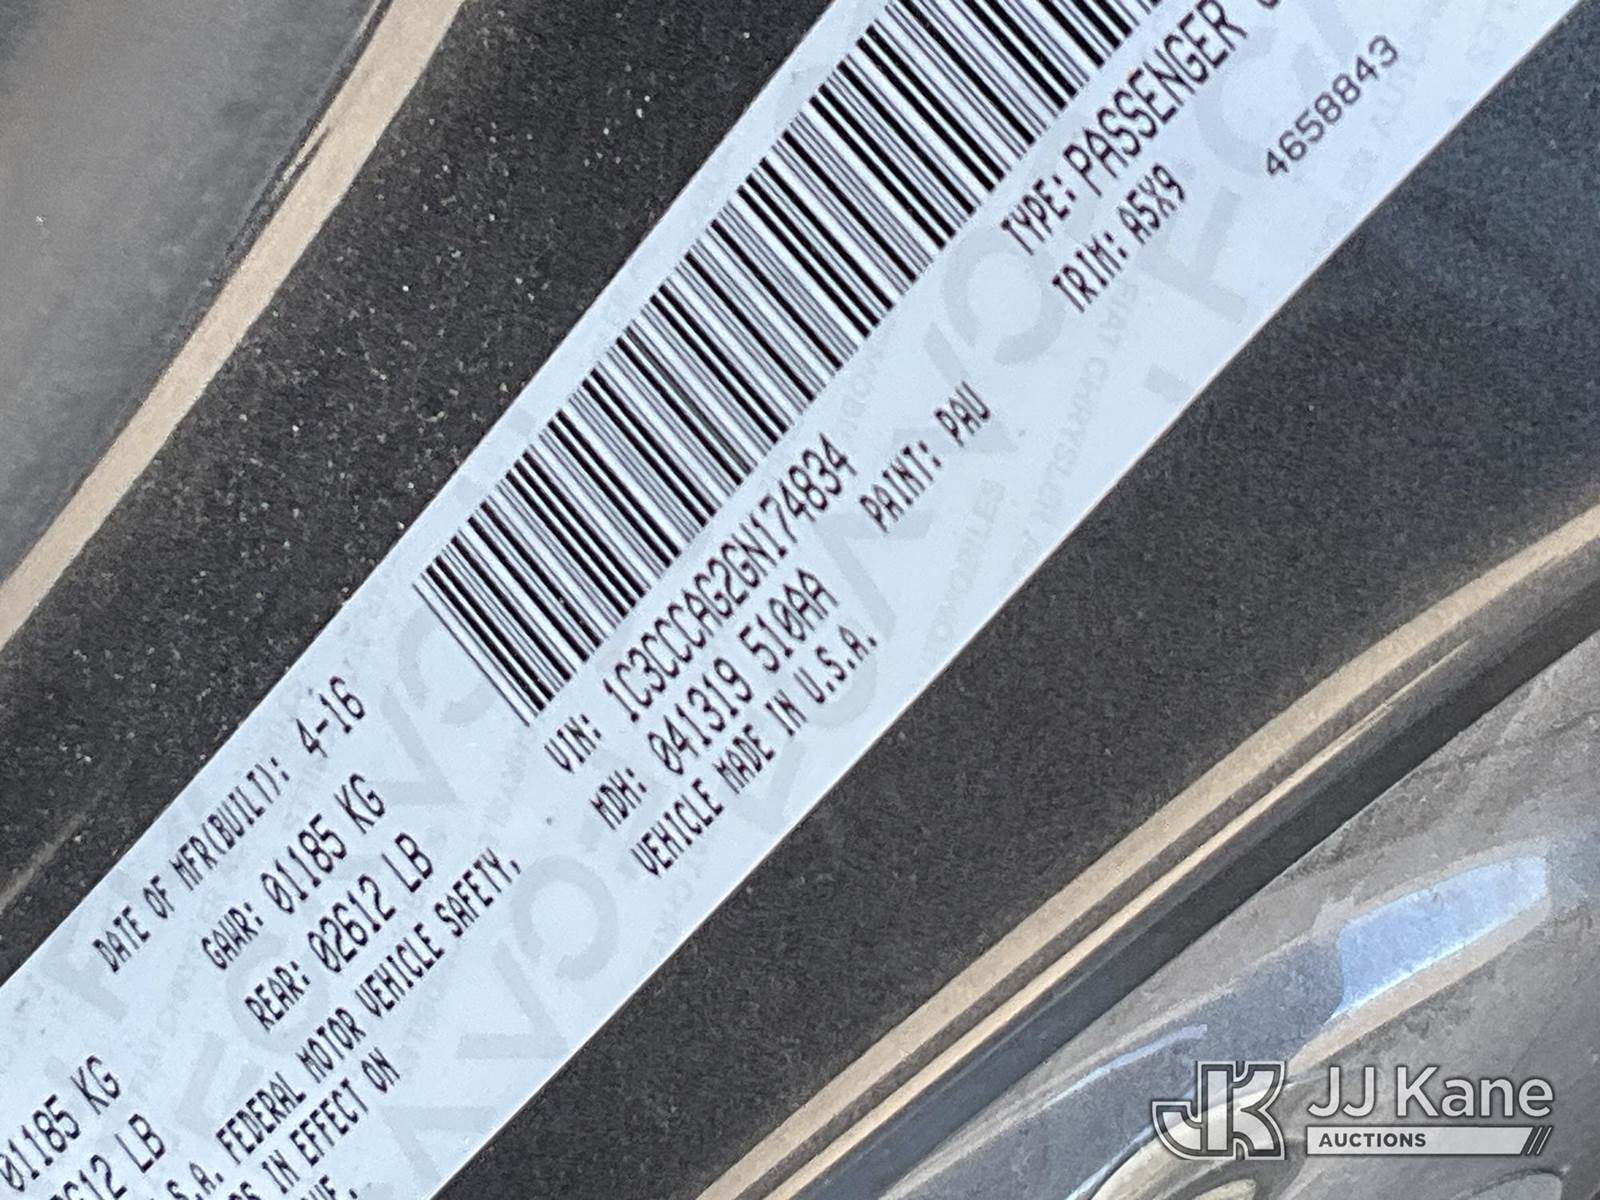 DATE OF MFR(BUILT): 4-16
GAWR: 01185 KG
REAR: 02612 LB
01185 KG
LB
FEDERAL MOTOR VEHICLE SAFETY,
IN EFFECT ON
VIN: 1C3CCCAG2GN174834
MDH: 041319 510AA
VEHICLE MADE IN U.S.A.
PAINT: PAU
TYPE: PASSENGER
TRIM: A5X9
4658843
JJ Kane
AUCTIONS